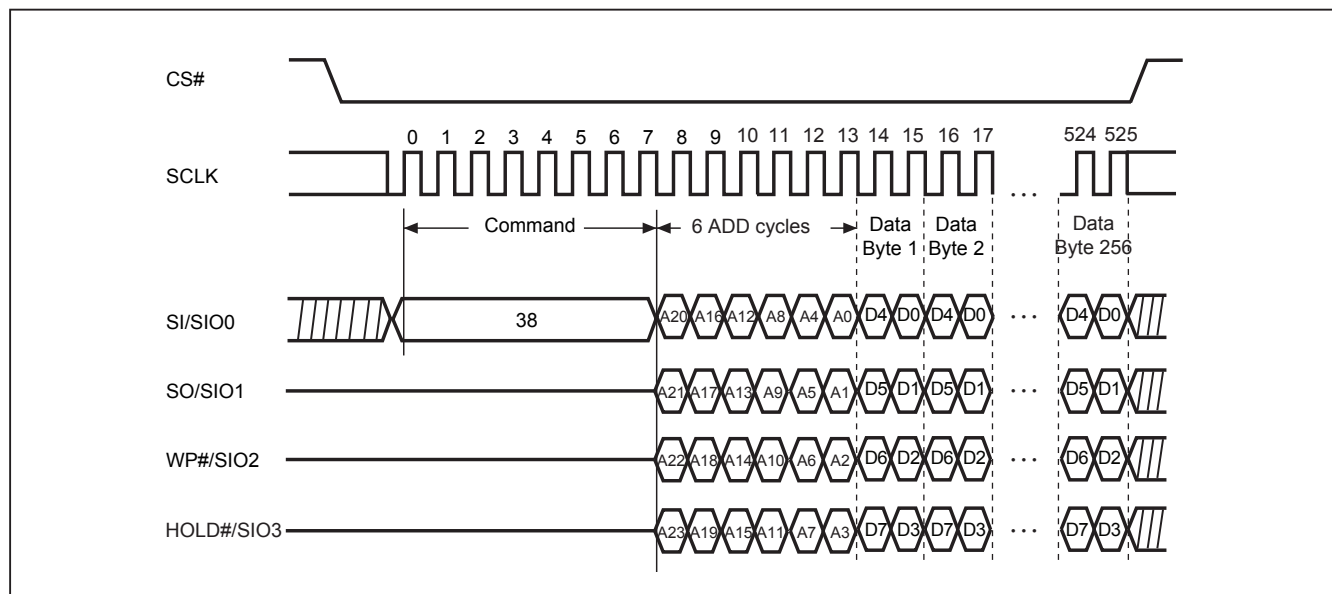 CS#
0 1 2 3 4 5 6 7 8 9 10 11 12 13 14 15 16 17 524 525
SCLK
...
Command 6 ADD cycles Data Byte 1 Data Byte 2 Data Byte 256
SI/SIO0 38 A20 A16 A12 A8 A4 A0 D4 D0 D4 D0 ... D4 D0
SO/SIO1 A21 A17 A13 A9 A5 A1 D5 D1 D5 D1 ... D5 D1
WP#/SIO2 A22 A18 A14 A10 A6 A2 D6 D2 D6 D2 ... D6 D2
HOLD#/SIO3 A23 A19 A15 A11 A7 A3 D7 D3 D7 D3 ... D7 D3